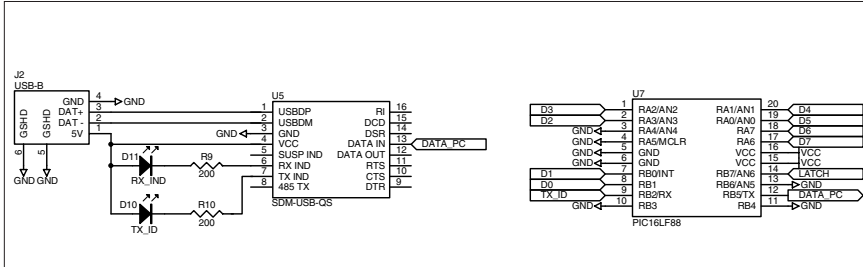 J2
USB-B
GND 4 GND
DAT+ 3
DAT - 2
5V 1
GSHD GSHD
6 5
GND GND
D11
RX_IND
R9
200
D10
TX_ID
R10
200
U5
1 USBDP RI 16
2 USBDM DCD 15
GND 3 GND DSR 14
4 VCC DATA IN 13 DATA_PC
5 SUSP IND DATA OUT 12
6 RX IND RTS 11
7 TX IND CTS 10
8 485 TX DTR 9
SDM-USB-QS
U7
D3 1 RA2/AN2 RA1/AN1 20 D4
D2 2 RA3/AN3 RA0/AN0 19 D5
GND 3 RA4/AN4 RA7 18 D6
GND 4 RA5/MCLR RA6 17 D7
GND 5 GND VCC 16 VCC
GND 6 GND VCC 15 VCC
D1 7 RB0/INT RB7/AN6 14 LATCH
D0 8 RB1 RB6/AN5 13 GND
TX_ID 9 RB2/RX RB5/TX 12 DATA_PC
GND 10 RB3 RB4 11 GND
PIC16LF88